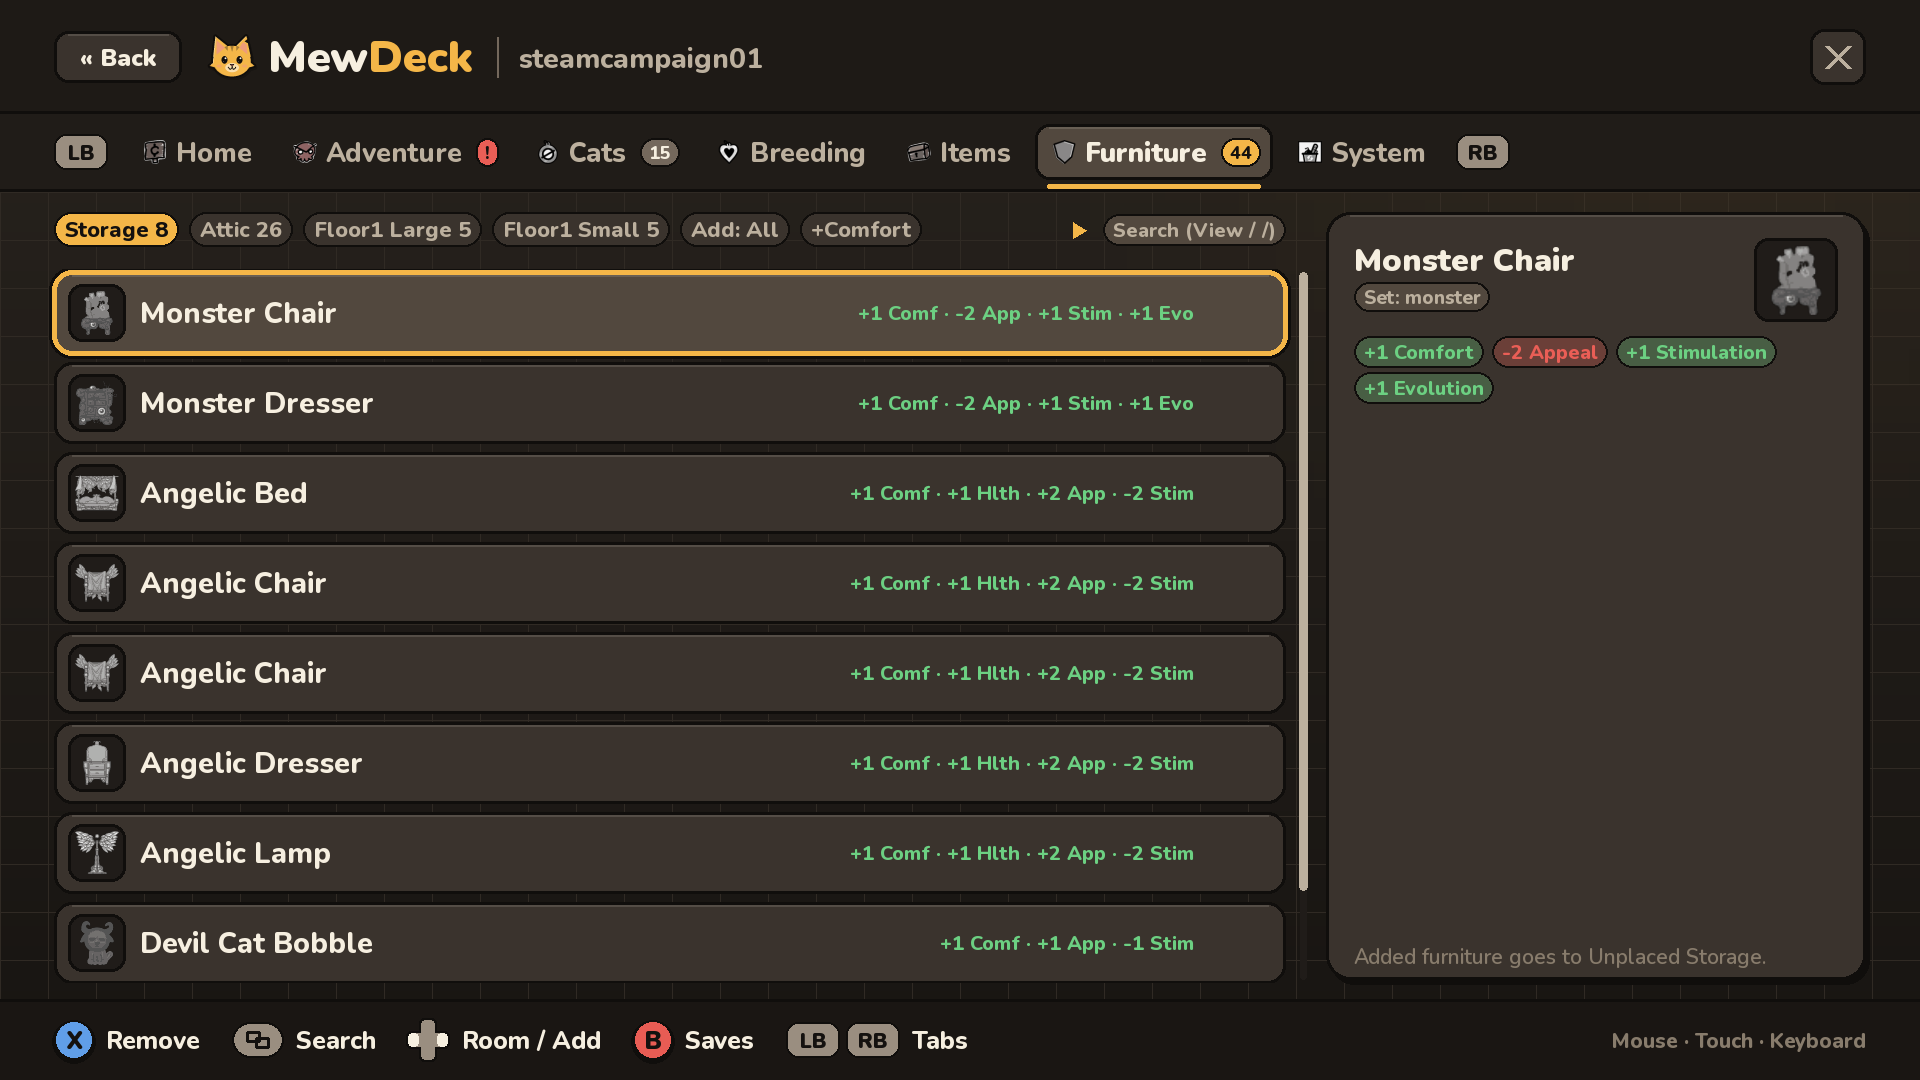 « Back MewDeck steamcampaign01
LB Home Adventure ! Cats 15 Breeding Items Furniture 44 System RB
Storage 8 Attic 26 Floor1 Large 5 Floor1 Small 5 Add: All +Comfort Search (View / /)
Monster Chair +1 Comf · -2 App · +1 Stim · +1 Evo
Monster Dresser +1 Comf · -2 App · +1 Stim · +1 Evo
Angelic Bed +1 Comf · +1 Hlth · +2 App · -2 Stim
Angelic Chair +1 Comf · +1 Hlth · +2 App · -2 Stim
Angelic Chair +1 Comf · +1 Hlth · +2 App · -2 Stim
Angelic Dresser +1 Comf · +1 Hlth · +2 App · -2 Stim
Angelic Lamp +1 Comf · +1 Hlth · +2 App · -2 Stim
Devil Cat Bobble +1 Comf · +1 App · -1 Stim
Monster Chair
Set: monster
+1 Comfort -2 Appeal +1 Stimulation
+1 Evolution
Added furniture goes to Unplaced Storage.
X Remove Search Room / Add B Saves LB RB Tabs Mouse · Touch · Keyboard